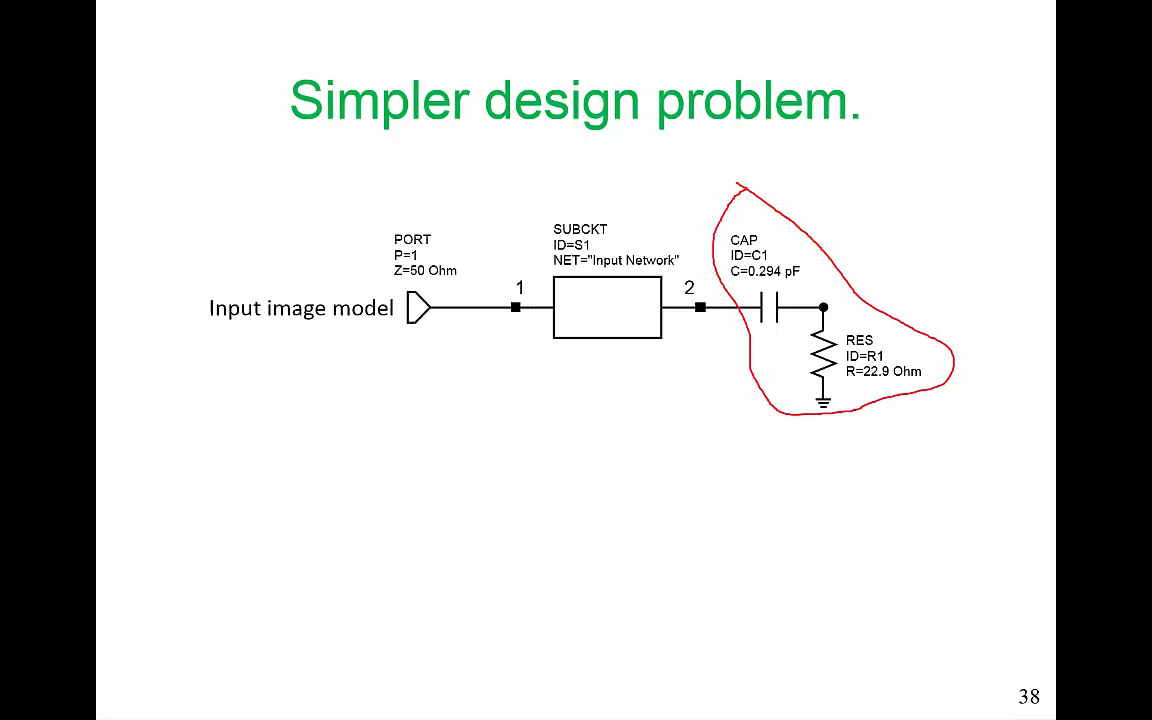 Simpler design problem.
PORT
P=1
Z=50 Ohm
SUBCKT
ID=S1
NET="Input Network"
CAP
ID=C1
C=0.294 pF
Input image model
1
2
RES
ID=R1
R=22.9 Ohm
38